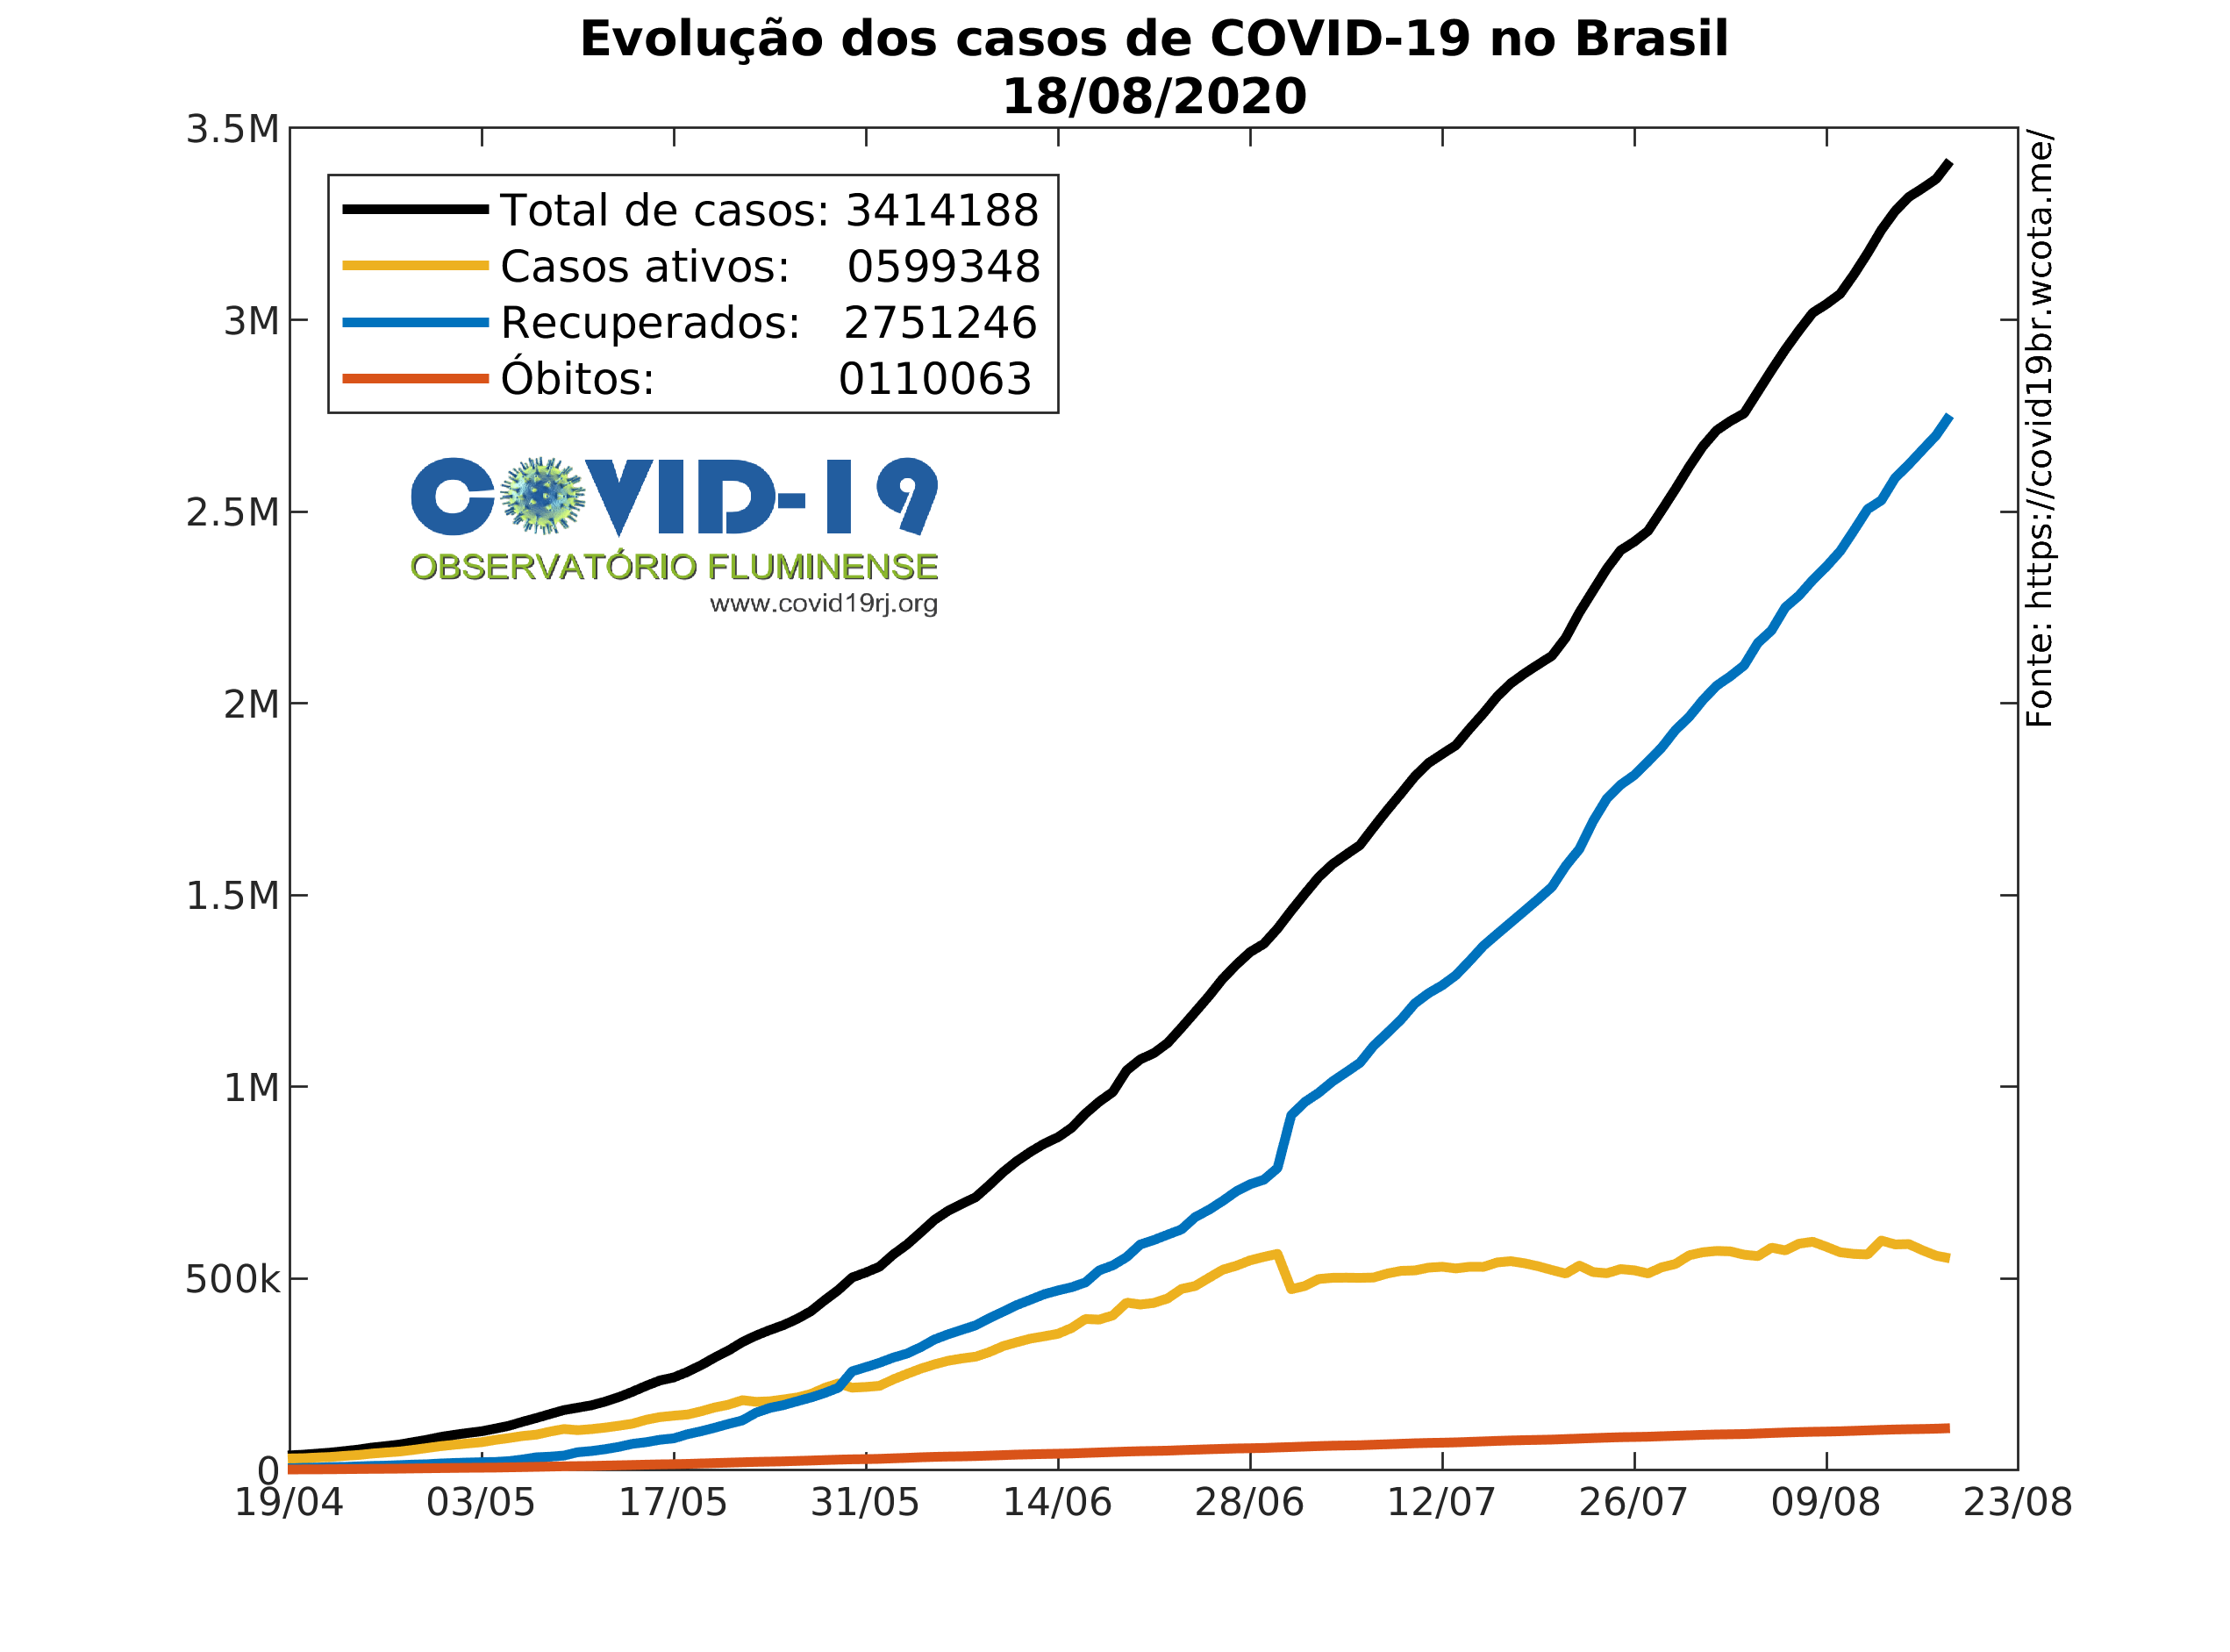 Evolução dos casos de COVID-19 no Brasil
18/08/2020
3.5M
3M
2.5M
2M
1.5M
1M
500k
0
Total de casos: 3414188
Casos ativos: 0599348
Recuperados: 2751246
Óbitos: 0110063
COVID-19
OBSERVATÓRIO FLUMINENSE
www.covid19rj.org
Fonte: https://covid19br.wcota.me/
19/04 03/05 17/05 31/05 14/06 28/06 12/07 26/07 09/08 23/08